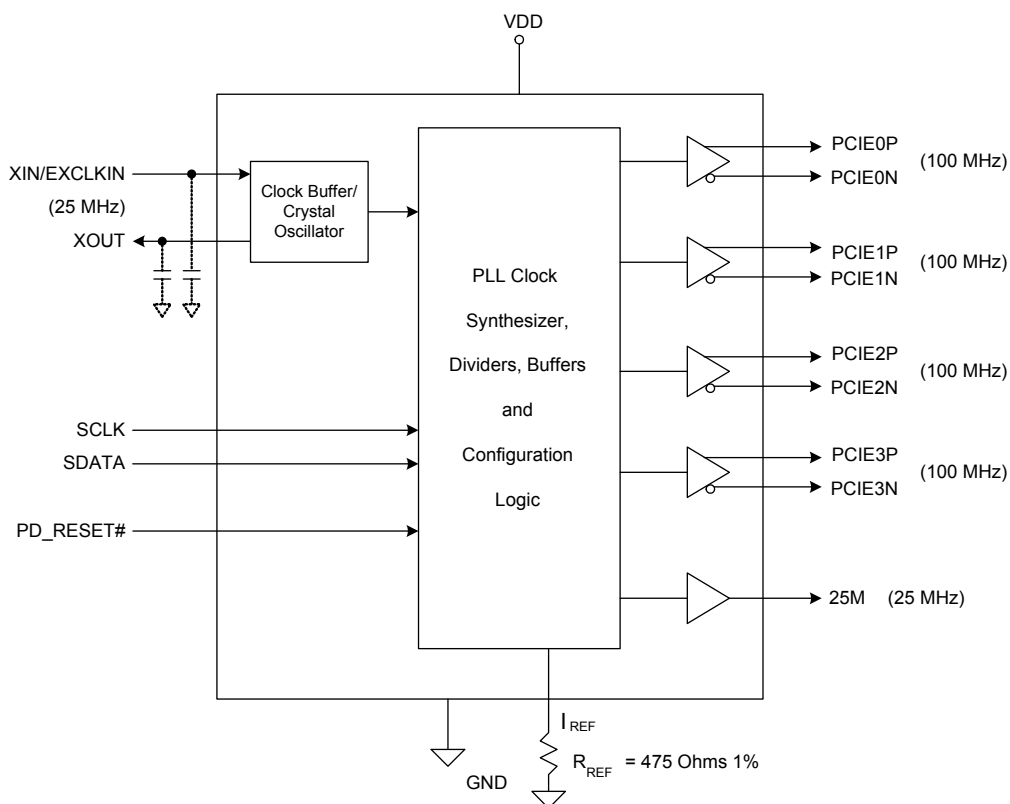 VDD
XIN/EXCLKIN
(25 MHz)
XOUT
Clock Buffer/
Crystal
Oscillator
SCLK
SDATA
PD_RESET#
PLL Clock
Synthesizer,
Dividers, Buffers
and
Configuration
Logic
PCIE0P
PCIE0N
(100 MHz)
PCIE1P
PCIE1N
(100 MHz)
PCIE2P
PCIE2N
(100 MHz)
PCIE3P
PCIE3N
(100 MHz)
25M (25 MHz)
GND
IREF
RREF = 475 Ohms 1%